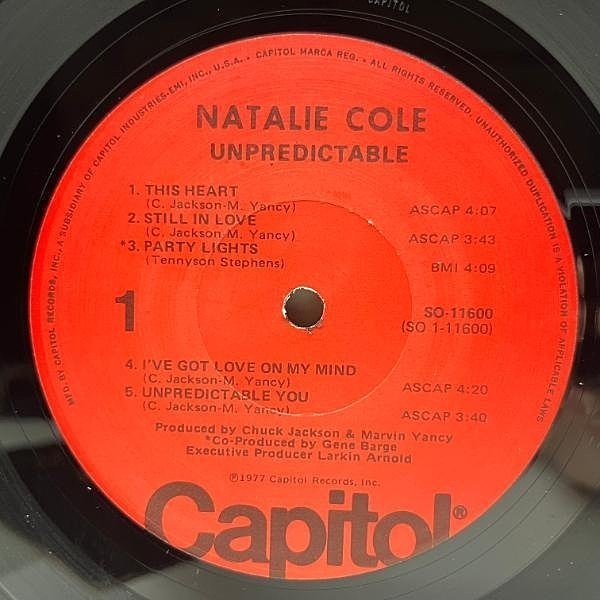 CAPITOL
MFD. BY CAPITOL RECORDS, INC., A SUBSIDIARY OF CAPITOL INDUSTRIES-EMI, INC., U.S.A. • CAPITOL MARCA REG. • ALL RIGHTS RESERVED. UNAUTHORIZED DUPLICATION IS A VIOLATION OF APPLICABLE LAWS
NATALIE COLE
UNPREDICTABLE
1. THIS HEART
(C. Jackson-M. Yancy) ASCAP 4:07
2. STILL IN LOVE
(C. Jackson-M. Yancy) ASCAP 3:43
*3. PARTY LIGHTS
(Tennyson Stephens) BMI 4:09
1
SO-11600
(SO 1-11600)
4. I'VE GOT LOVE ON MY MIND
(C. Jackson-M. Yancy) ASCAP 4:20
5. UNPREDICTABLE YOU
(C. Jackson-M. Yancy) ASCAP 3:40
Produced by Chuck Jackson & Marvin Yancy
*Co-Produced by Gene Barge
Executive Producer Larkin Arnold
℗1977 Capitol Records, Inc.
Capitol®